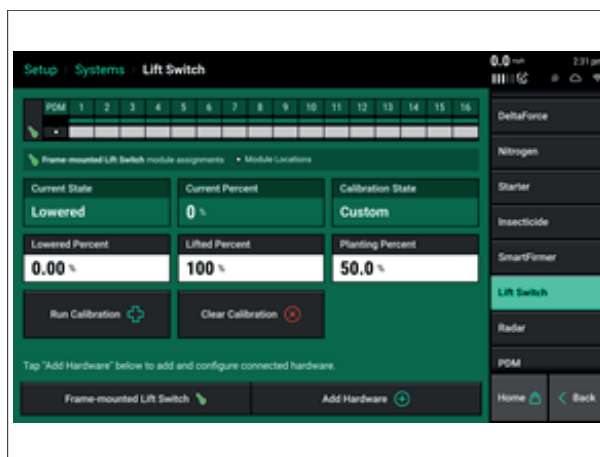 Setup Systems Lift Switch
0.0 mph 2:31 pm
PDM 1 2 3 4 5 6 7 8 9 10 11 12 13 14 15 16
Frame-mounted Lift Switch module assignments • Module Locations
Current State Current Percent Calibration State
Lowered 0 % Custom
Lowered Percent Lifted Percent Planting Percent
0.00 % 100 % 50.0 %
Run Calibration Clear Calibration
Tap "Add Hardware" below to add and configure connected hardware.
Frame-mounted Lift Switch Add Hardware
DeltaForce
Nitrogen
Starter
Insecticide
SmartFirmer
Lift Switch
Radar
PDM
Home Back